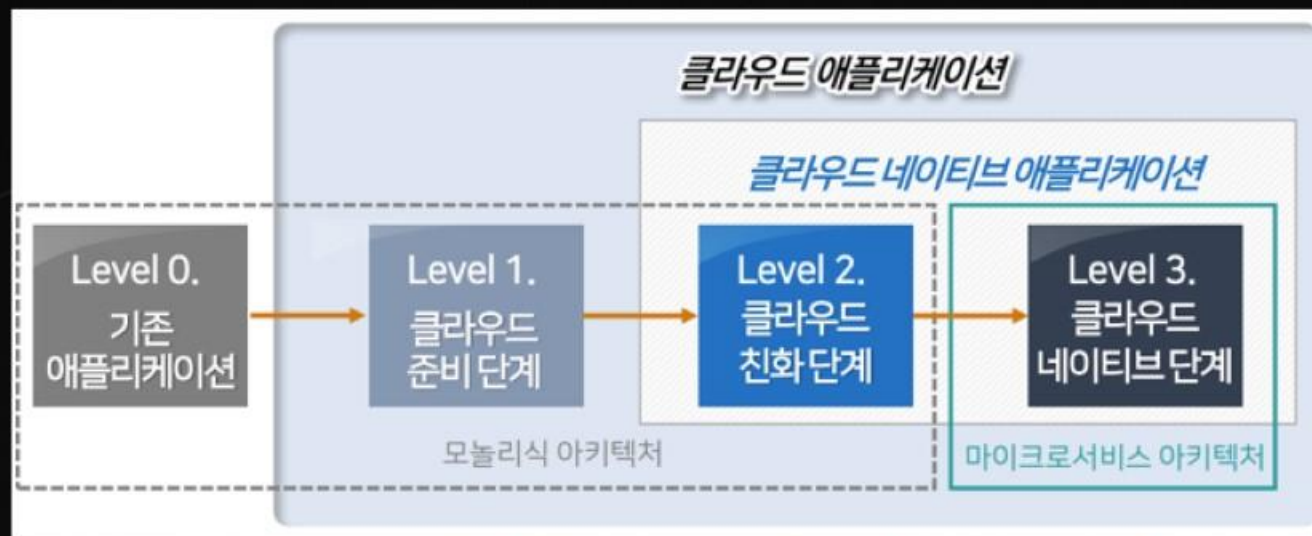 클라우드 애플리케이션
클라우드 네이티브 애플리케이션
Level 0.
기존
애플리케이션
Level 1.
클라우드
준비 단계
Level 2.
클라우드
친화 단계
Level 3.
클라우드
네이티브 단계
모놀리식 아키텍처
마이크로서비스 아키텍처